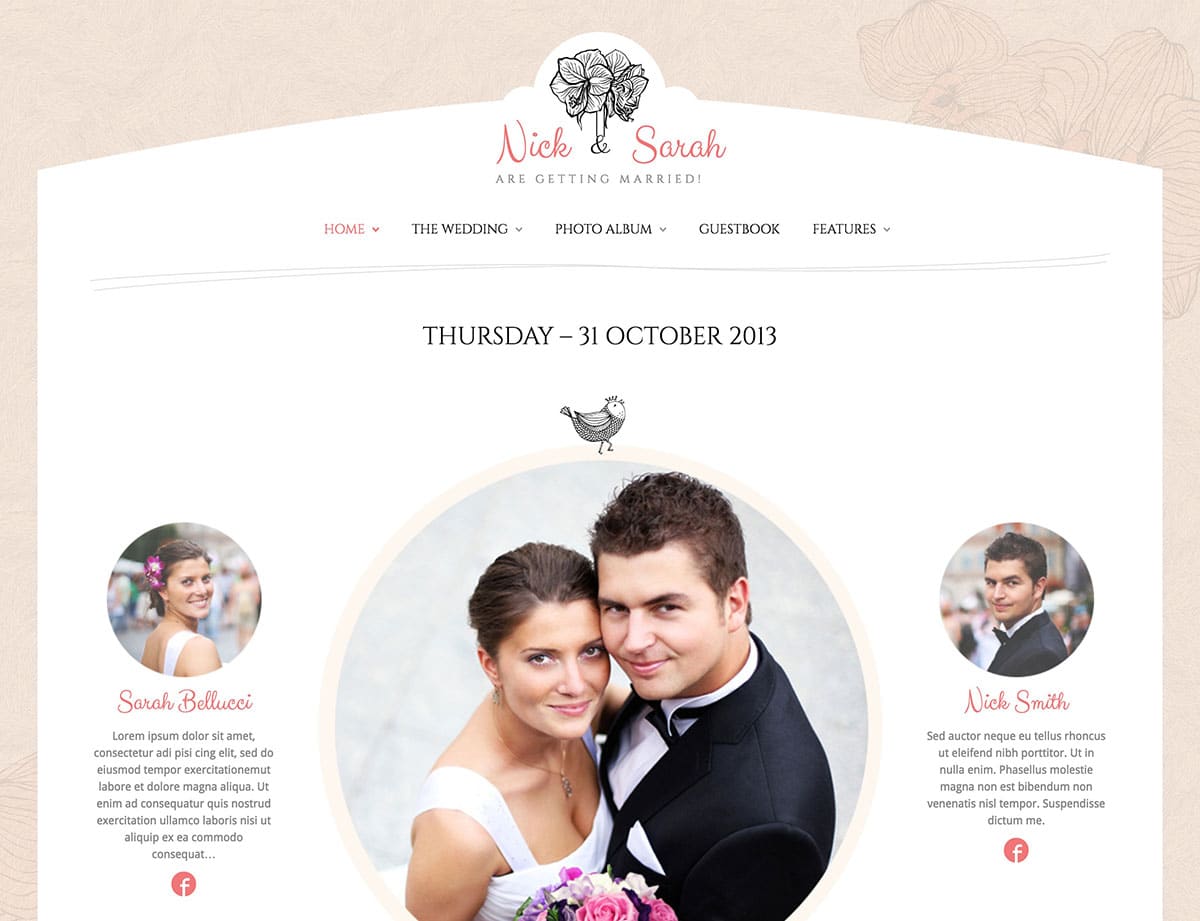 Nick & Sarah
ARE GETTING MARRIED!
HOME THE WEDDING PHOTO ALBUM GUESTBOOK FEATURES
THURSDAY – 31 OCTOBER 2013
Sarah Bellucci
Lorem ipsum dolor sit amet,
consectetur adi pisi cing elit, sed do
eiusmod tempor exercitationemut
labore et dolore magna aliqua. Ut
enim ad consequatur quis nostrud
exercitation ullamco laboris nisi ut
aliquip ex ea commodo
consequat…
f
Nick Smith
Sed auctor neque eu tellus rhoncus
ut eleifend nibh porttitor. Ut in
nulla enim. Phasellus molestie
magna non est bibendum non
venenatis nisl tempor. Suspendisse
dictum me.
f